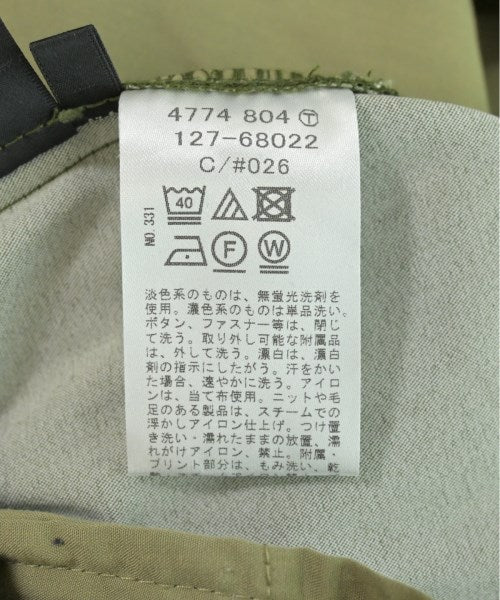 4774 804 Ⓣ
127-68022
C/#026
40
NO.331
F W
淡色系のものは、無蛍光洗剤を
使用。濃色系のものは単品洗い。
ボタン、ファスナー等は、閉じ
て洗う。取り外し可能な附属品
は、外して洗う。漂白は、漂白
剤の指示にしたがう。汗をかい
た場合、速やかに洗う。アイロ
ンは、当て布使用。ニットや毛
足のある製品は、スチームでの
浮かしアイロン仕上げ。つけ置
き洗い・濡れたままの放置、濡
れがけアイロン、禁止。附属・
プリント部分は、もみ洗い、乾